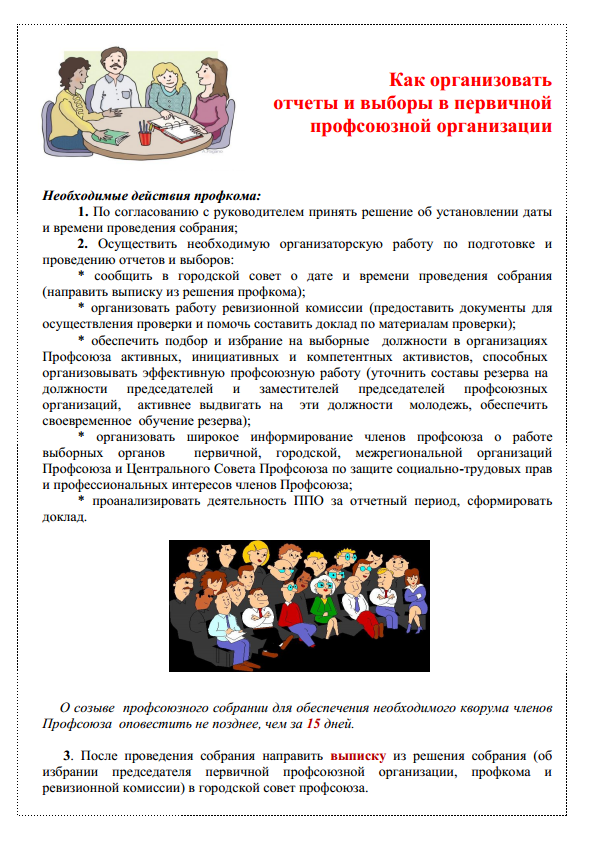 Как организовать
отчеты и выборы в первичной
профсоюзной организации
Необходимые действия профкома:
1. По согласованию с руководителем принять решение об установлении даты
и времени проведения собрания;
2. Осуществить необходимую организаторскую работу по подготовке и
проведению отчетов и выборов:
* сообщить в городской совет о дате и времени проведения собрания
(направить выписку из решения профкома);
* организовать работу ревизионной комиссии (предоставить документы для
осуществления проверки и помочь составить доклад по материалам проверки);
* обеспечить подбор и избрание на выборные должности в организациях
Профсоюза активных, инициативных и компетентных активистов, способных
организовывать эффективную профсоюзную работу (уточнить составы резерва на
должности председателей и заместителей председателей профсоюзных
организаций, активнее выдвигать на эти должности молодежь, обеспечить
своевременное обучение резерва);
* организовать широкое информирование членов профсоюза о работе
выборных органов первичной, городской, межрегиональной организаций
Профсоюза и Центрального Совета Профсоюза по защите социально-трудовых прав
и профессиональных интересов членов Профсоюза;
* проанализировать деятельность ППО за отчетный период, сформировать
доклад.
О созыве профсоюзного собрании для обеспечения необходимого кворума членов
Профсоюза оповестить не позднее, чем за 15 дней.
3. После проведения собрания направить выписку из решения собрания (об
избрании председателя первичной профсоюзной организации, профкома и
ревизионной комиссии) в городской совет профсоюза.